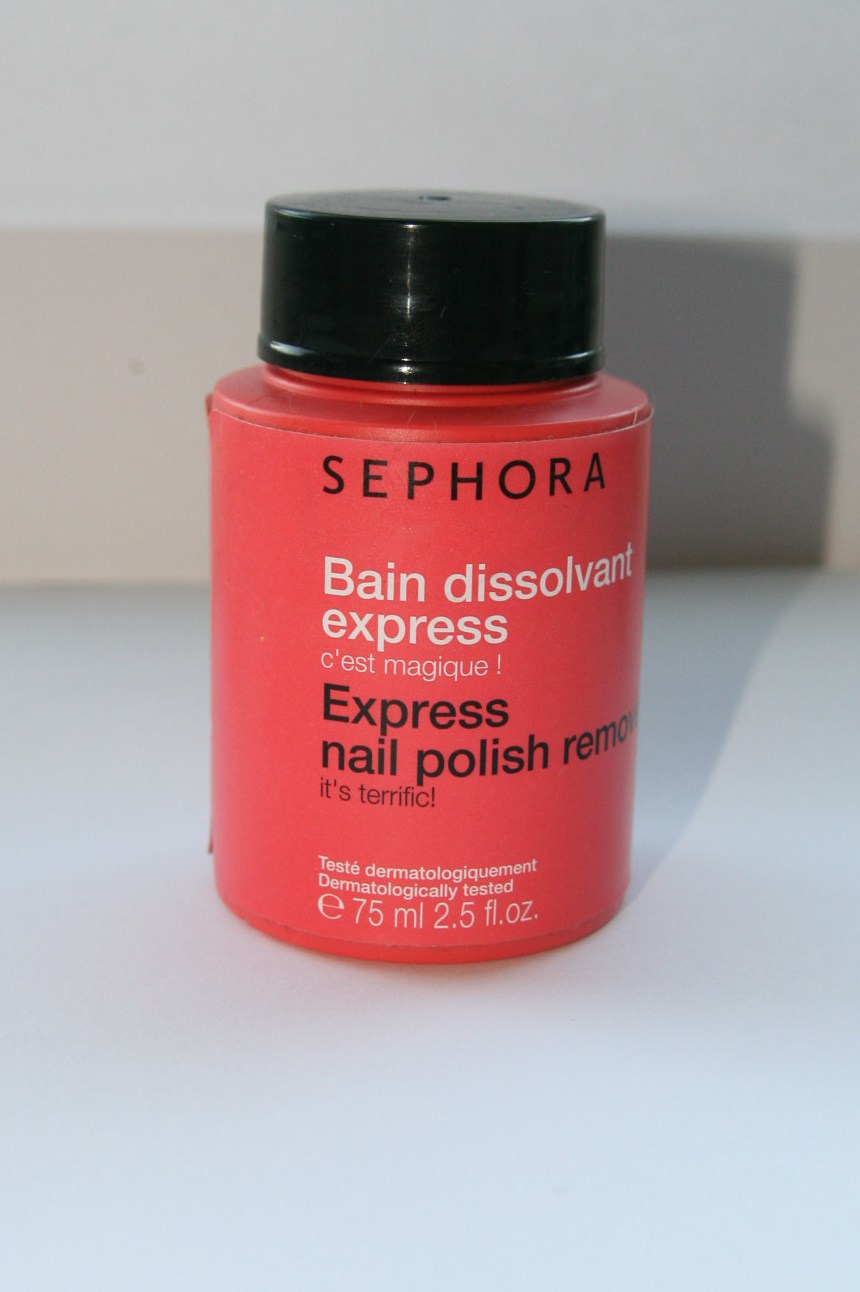 SEPHORA
Bain dissolvant
express
c'est magique !
Express
nail polish
it's terrific!
Testé dermatologiquement
Dermatologically tested
℮ 75 ml 2.5 fl.oz.